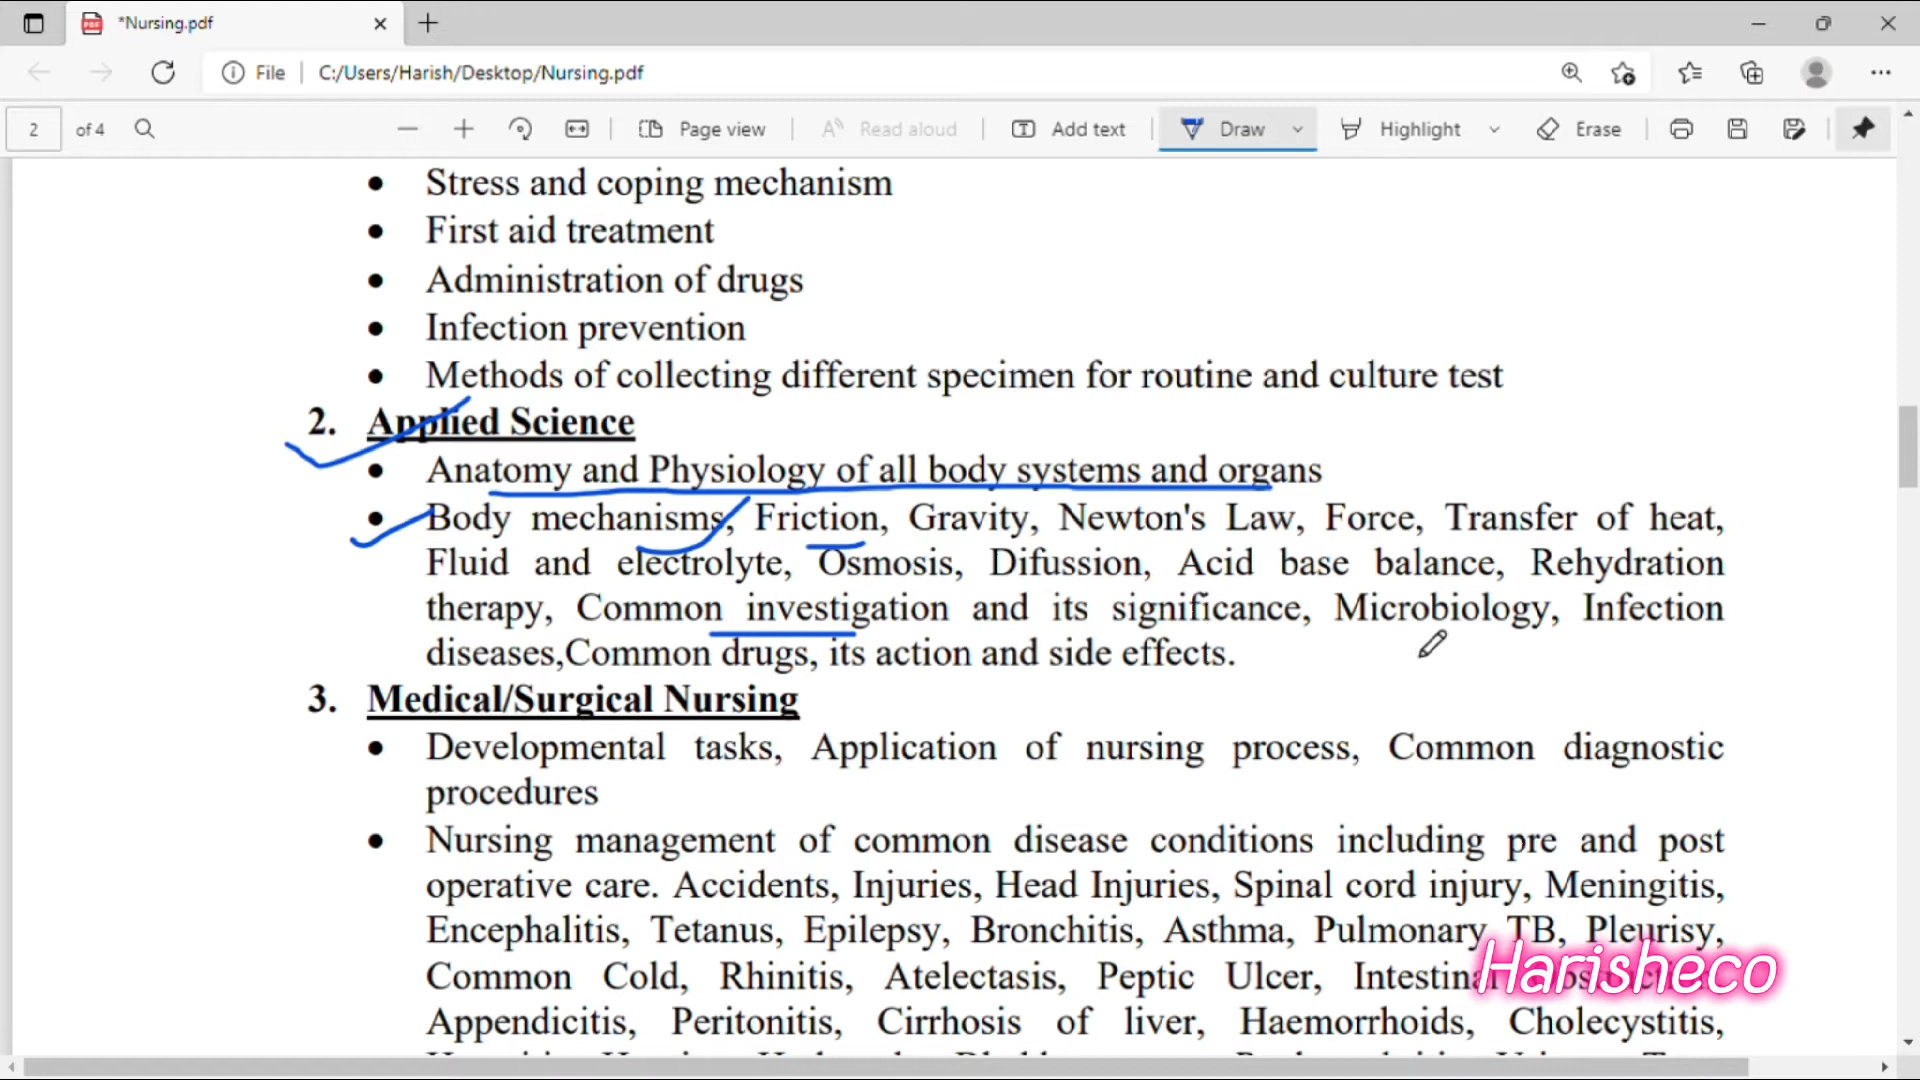 *Nursing.pdf
File
C:/Users/Harish/Desktop/Nursing.pdf
2 of 4
Page view
Read aloud
Add text
Draw
Highlight
Erase
• Stress and coping mechanism
• First aid treatment
• Administration of drugs
• Infection prevention
• Methods of collecting different specimen for routine and culture test
2. Applied Science
• Anatomy and Physiology of all body systems and organs
• Body mechanisms, Friction, Gravity, Newton's Law, Force, Transfer of heat,
Fluid and electrolyte, Osmosis, Difussion, Acid base balance, Rehydration
therapy, Common investigation and its significance, Microbiology, Infection
diseases,Common drugs, its action and side effects.
3. Medical/Surgical Nursing
• Developmental tasks, Application of nursing process, Common diagnostic
procedures
• Nursing management of common disease conditions including pre and post
operative care. Accidents, Injuries, Head Injuries, Spinal cord injury, Meningitis,
Encephalitis, Tetanus, Epilepsy, Bronchitis, Asthma, Pulmonary TB, Pleurisy,
Common Cold, Rhinitis, Atelectasis, Peptic Ulcer,
Harisheco
Appendicitis, Peritonitis, Cirrhosis of liver, Haemorrhoids, Cholecystitis,